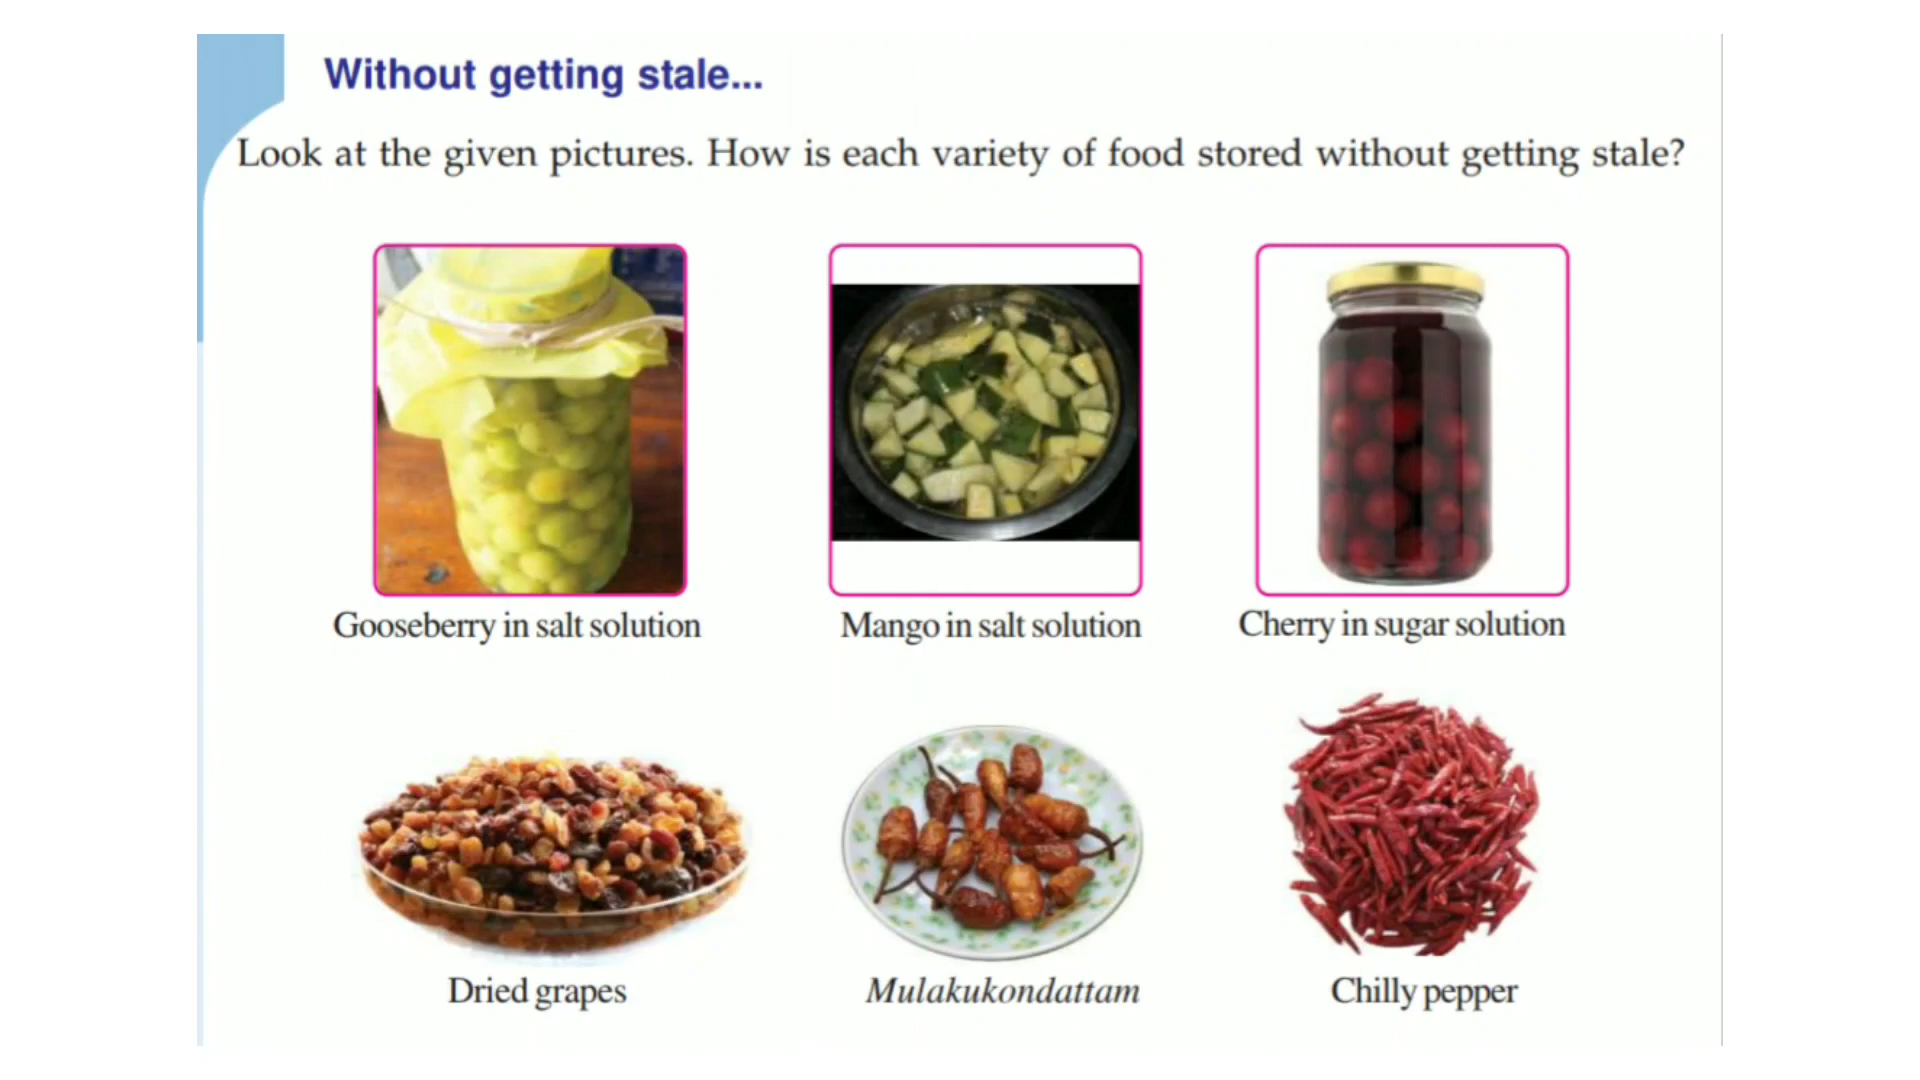 Without getting stale...
Look at the given pictures. How is each variety of food stored without getting stale?
Gooseberry in salt solution
Mango in salt solution
Cherry in sugar solution
Dried grapes
Mulakukondattam
Chilly pepper